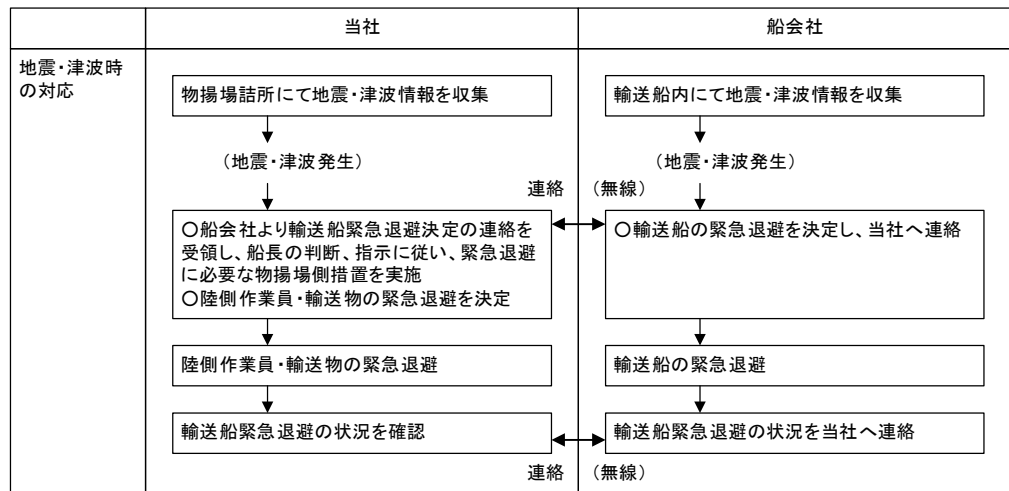 当社
船会社
地震・津波時
の対応
物揚場詰所にて地震・津波情報を収集
輸送船内にて地震・津波情報を収集
（地震・津波発生）
（地震・津波発生）
連絡 （無線）
○船会社より輸送船緊急退避決定の連絡を
受領し、船長の判断、指示に従い、緊急退避
に必要な物揚場側措置を実施
○陸側作業員・輸送物の緊急退避を決定
○輸送船の緊急退避を決定し、当社へ連絡
陸側作業員・輸送物の緊急退避
輸送船の緊急退避
輸送船緊急退避の状況を確認
輸送船緊急退避の状況を当社へ連絡
連絡 （無線）